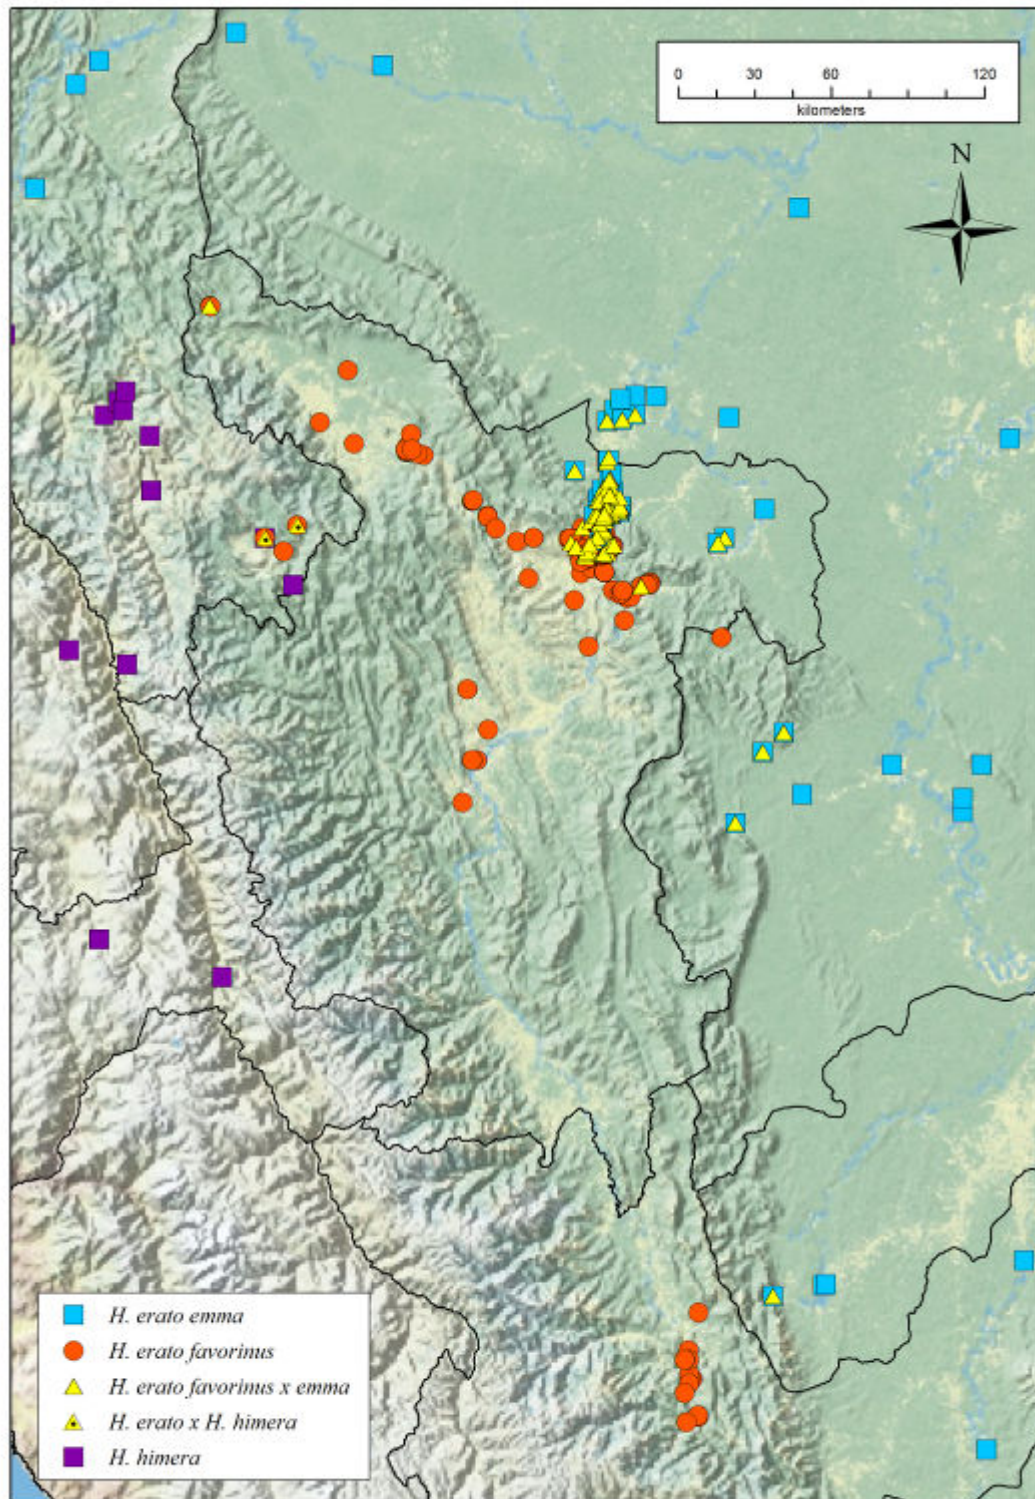 0 30 60 120
kilometers
N
H. erato emma
H. erato favorinus
H. erato favorinus x emma
H. erato x H. himera
H. himera